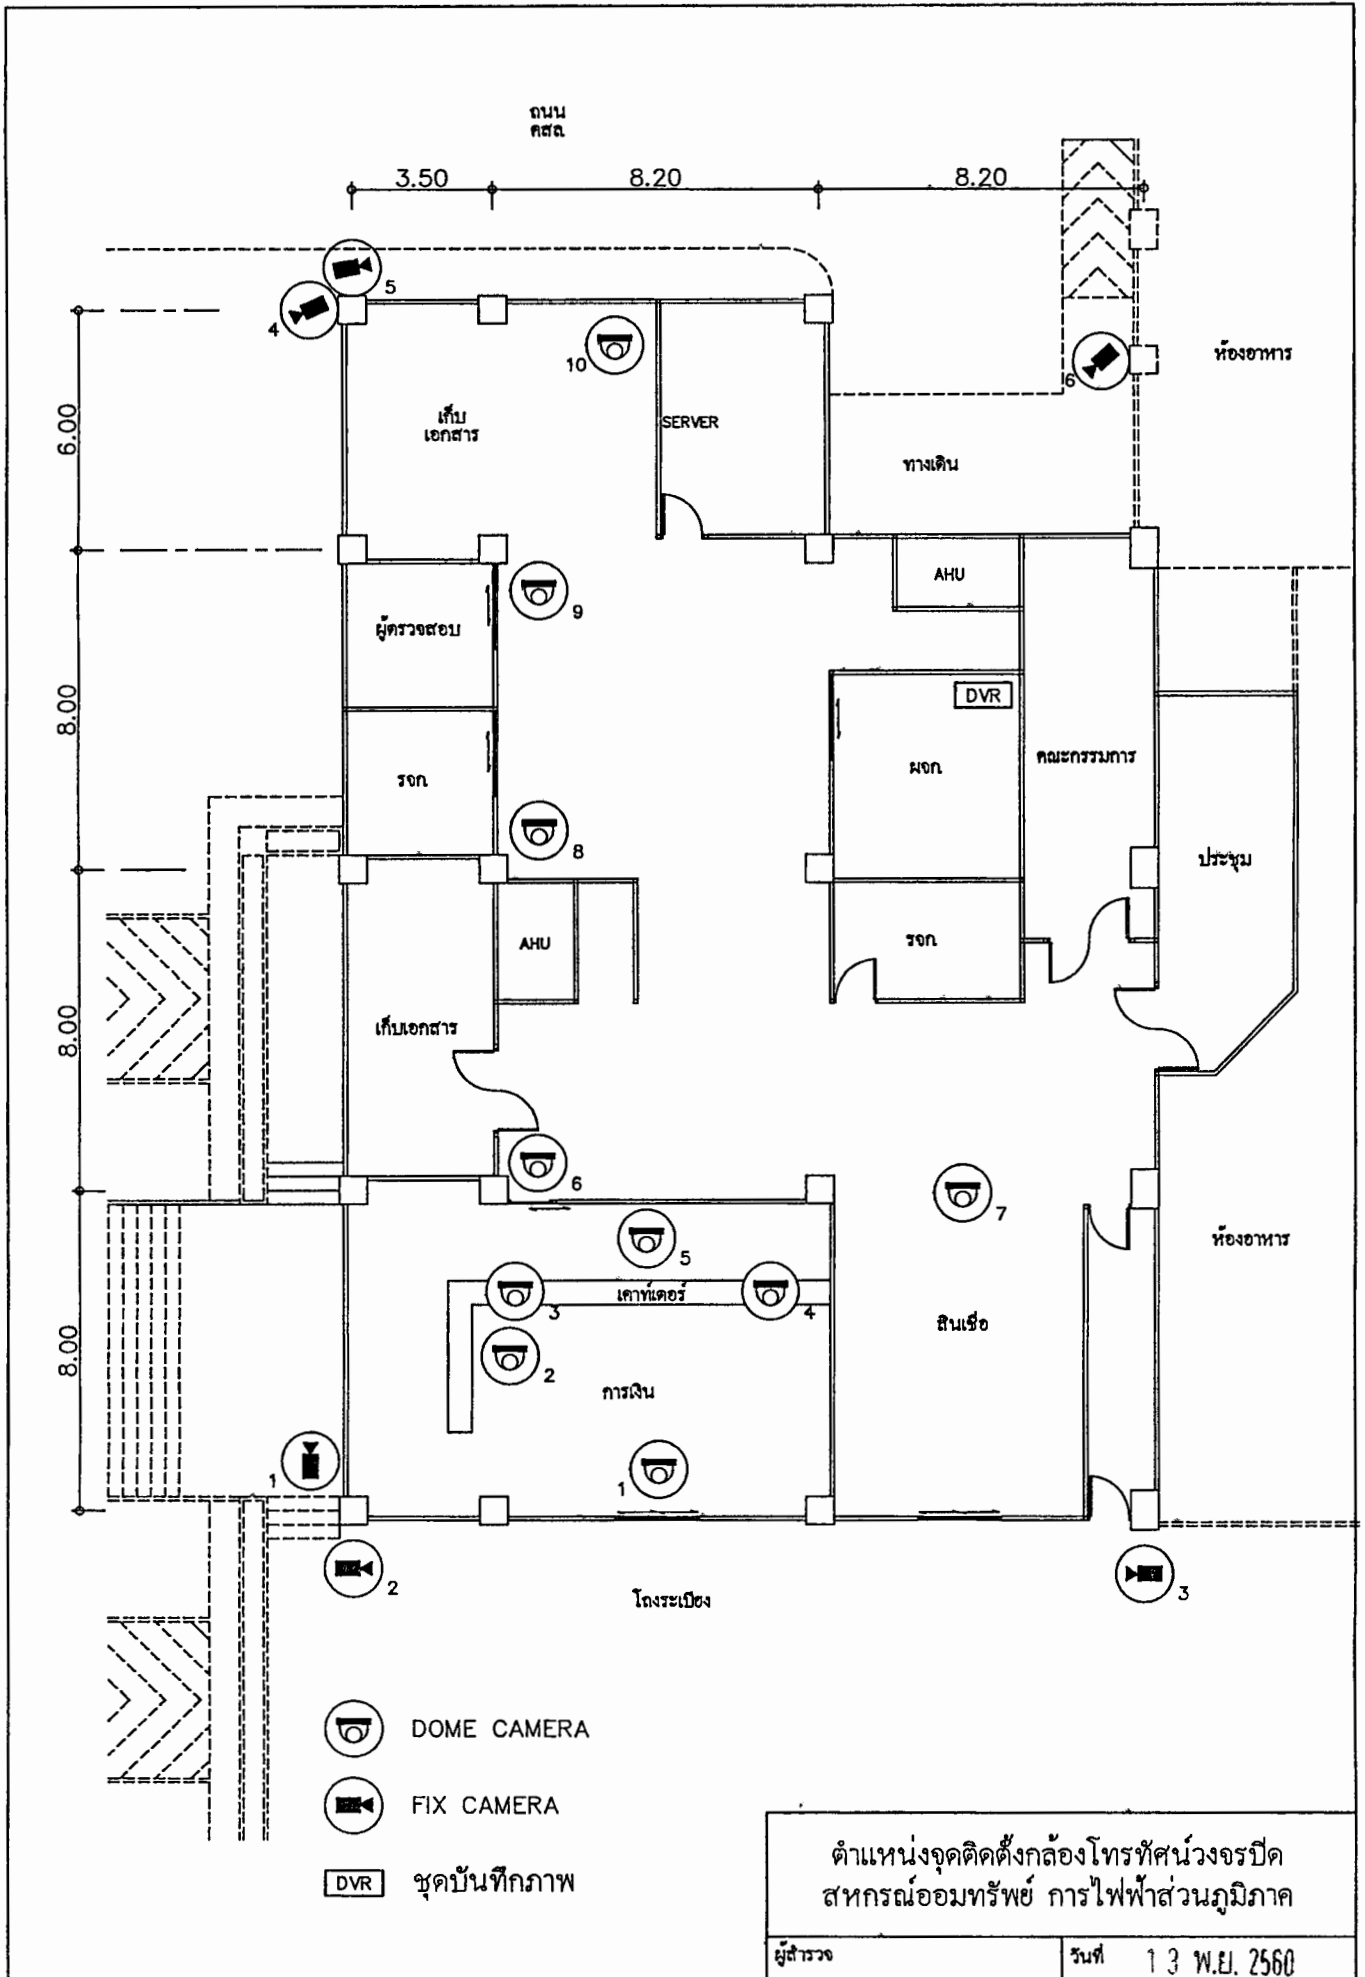 ถนน
คสล.
3.50
8.20
8.20
5
4
10
6
ห้องอาหาร
6.00
เก็บ
เอกสาร
SERVER
ทางเดิน
AHU
9
ผู้ตรวจสอบ
DVR
8.00
รจก.
ผจก.
คณะกรรมการ
8
ประชุม
AHU
รจก.
8.00
เก็บเอกสาร
6
7
5
ห้องอาหาร
3
เคาท์เตอร์
4
สินเชื่อ
8.00
2
การเงิน
1
1
2
3
โถงระเบียง
DOME CAMERA
FIX CAMERA
DVR ชุดบันทึกภาพ
ตำแหน่งจุดติดตั้งกล้องโทรทัศน์วงจรปิด
สหกรณ์ออมทรัพย์ การไฟฟ้าส่วนภูมิภาค
ผู้สำรวจ
วันที่ 13 พ.ย. 2560